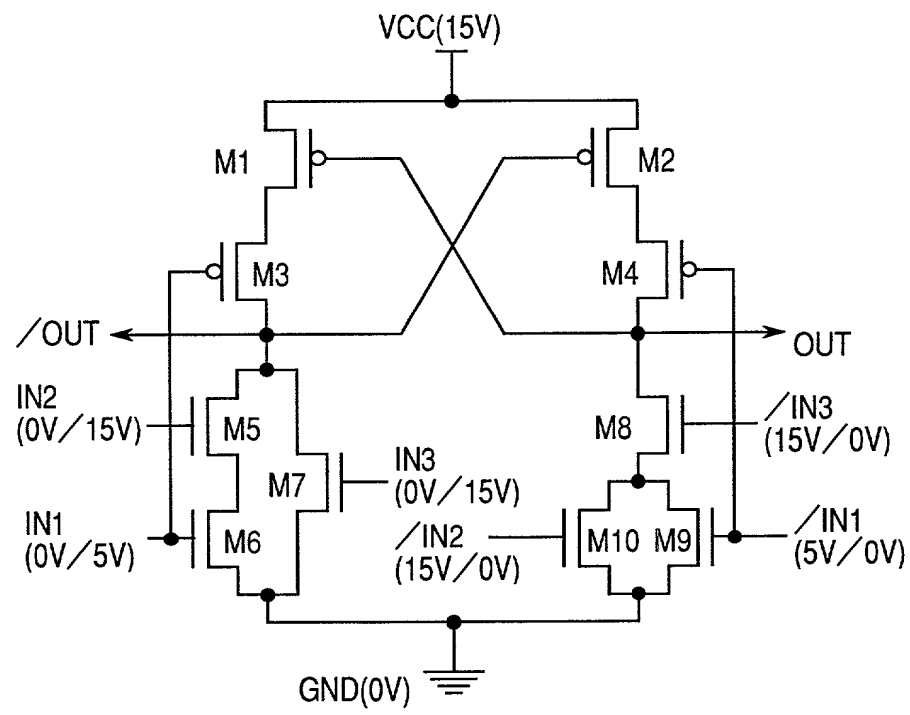 VCC(15V)
M1
M2
M3
M4
/OUT
OUT
IN2
(0V/15V)
M5
M8
/IN3
(15V/0V)
M7
IN3
(0V/15V)
IN1
(0V/5V)
M6
/IN2
(15V/0V)
M10
M9
/IN1
(5V/0V)
GND(0V)